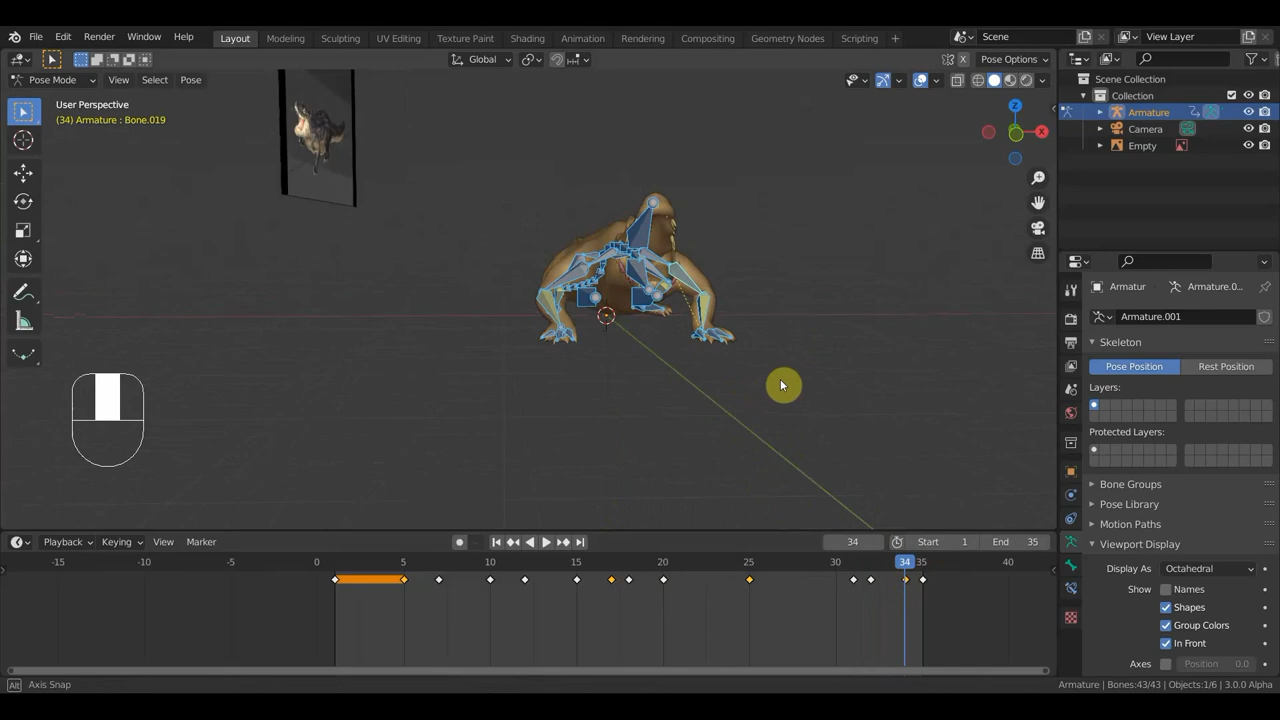 File Edit Render Window Help Layout Modeling Sculpting UV Editing Texture Paint Shading Animation Rendering Compositing Geometry Nodes Scripting + Scene View Layer
Global X Pose Options
Pose Mode View Select Pose
User Perspective
(34) Armature : Bone.019
Z
X
Scene Collection
Collection
Armature
Camera
Empty
Armatur Armature.0...
Armature.001
Skeleton
Pose Position Rest Position
Layers:
Protected Layers:
Bone Groups
Pose Library
Motion Paths
Viewport Display
Display As Octahedral
Show Names
Shapes
Group Colors
In Front
Axes Position 0.0
Playback Keying View Marker 34 Start 1 End 35
-15 -10 -5 0 5 10 15 20 25 30 34 35 40
Alt Axis Snap
Armature | Bones:43/43 | Objects:1/6 | 3.0.0 Alpha